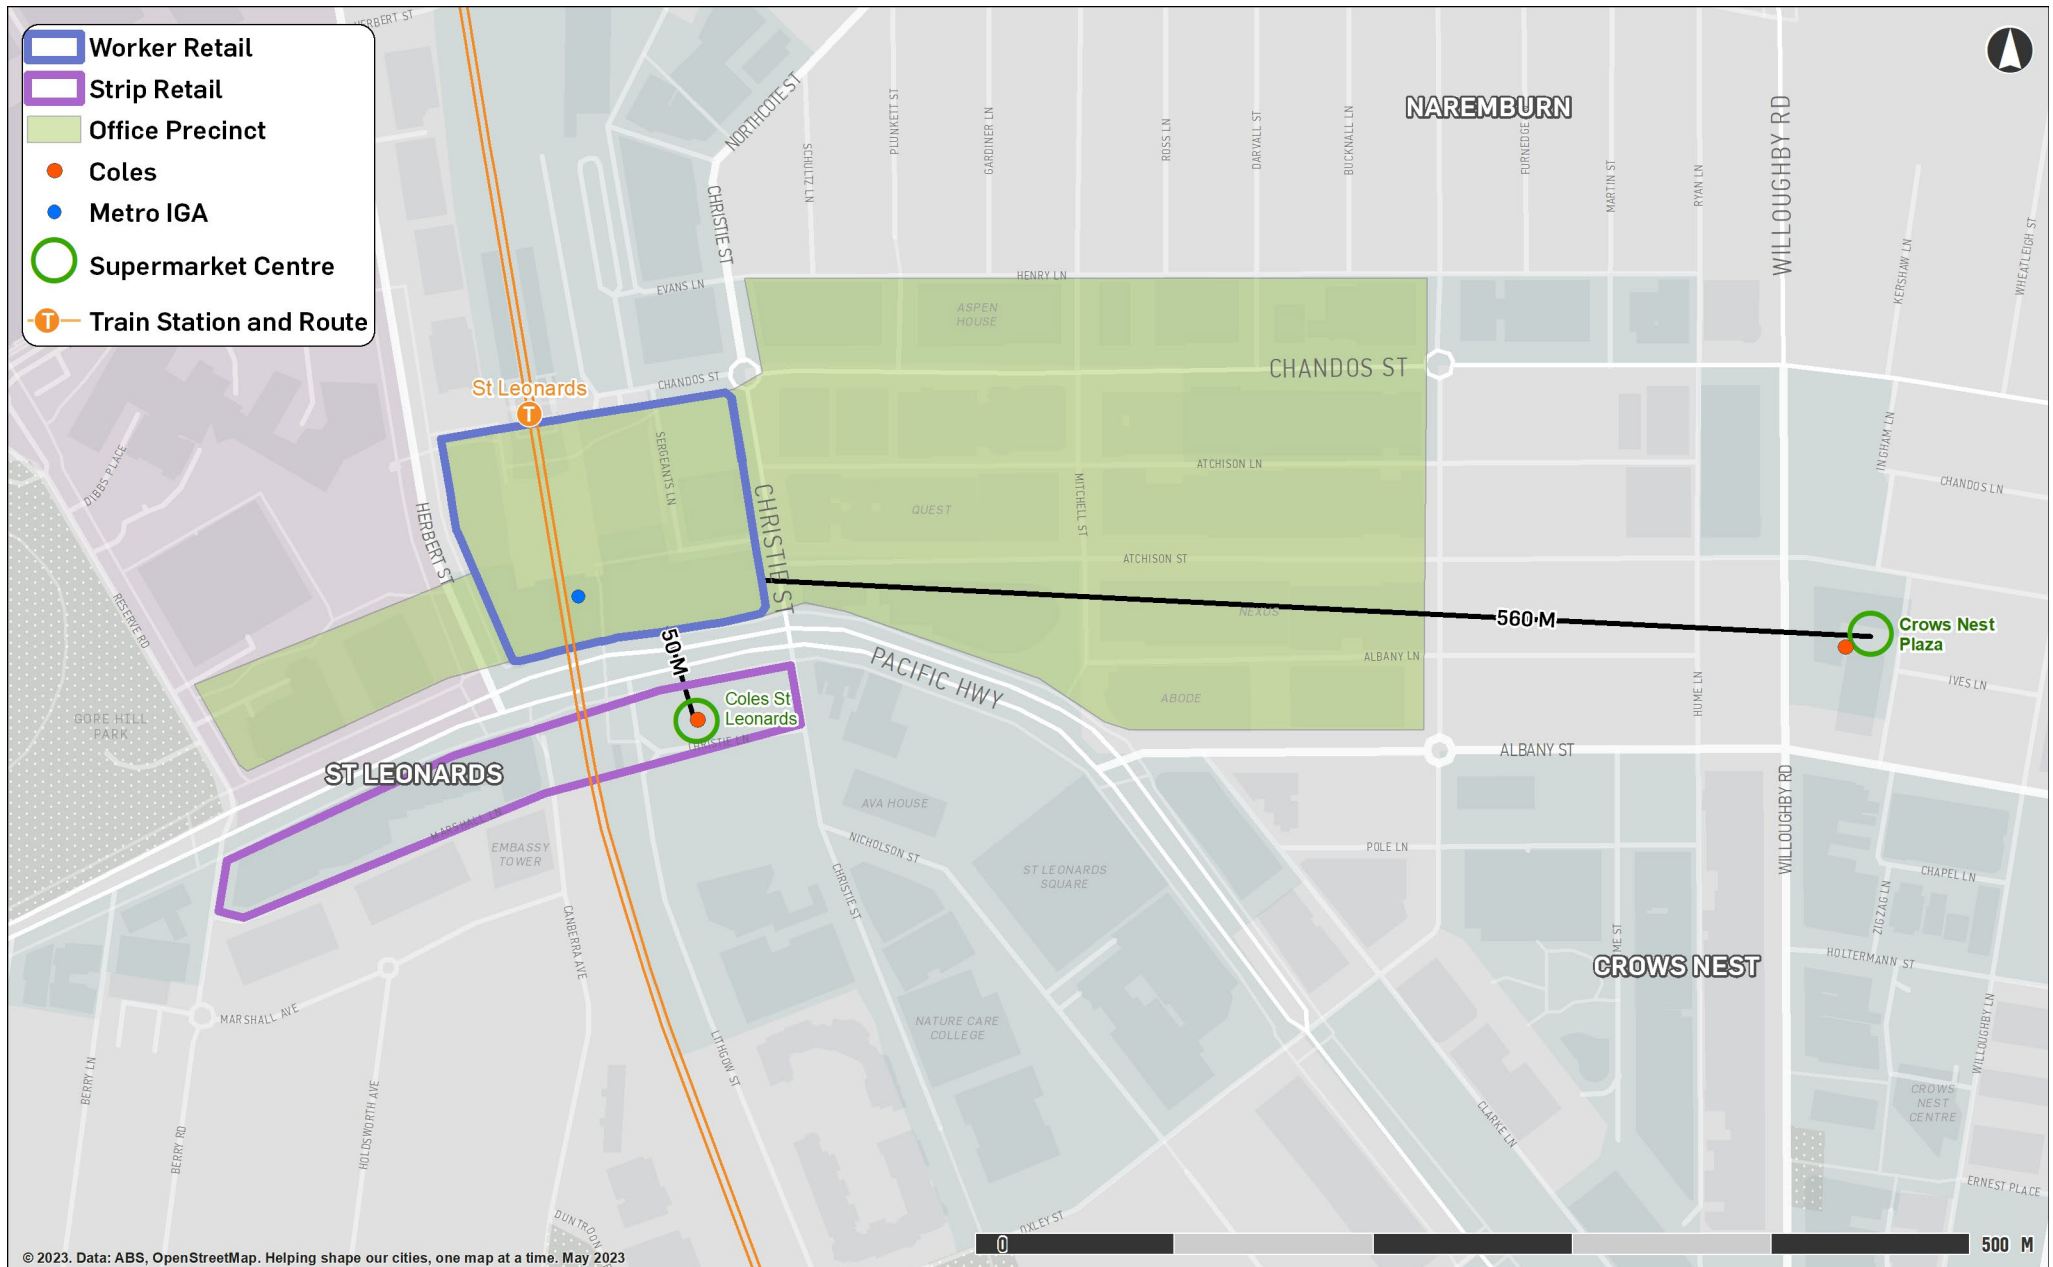 Worker Retail
Strip Retail
Office Precinct
Coles
Metro IGA
Supermarket Centre
T
Train Station and Route
HERBERT ST
NORTHCOTE ST
SCHULTZ LN
PLUNKETT ST
GARDINER LN
ROSS LN
DARVALL ST
BUCKNALL LN
NAREMBURN
MARTIN ST
RYAN LN
WILLOUGHBY RD
KERSHAW LN
WHEATLEIGH ST
CHRISTIE ST
EVANS LN
HENRY LN
ASPEN
HOUSE
CHANDOS ST
CHANDOS ST
St Leonards
T
SERGEANTS LN
DIBBS PLACE
HERBERT ST
CHRISTIE ST
QUEST
MITCHELL ST
ATCHISON LN
ATCHISON ST
INGHAM LN
CHANDOS LN
RESERVE RD
50 M
560 M
NEXUS
Crows Nest
Plaza
ALBANY LN
PACIFIC HWY
ABODE
HUME LN
IVES LN
GORE HILL
PARK
Coles St
Leonards
CHRISTIE LN
ST LEONARDS
ALBANY ST
MARSHALL LN
EMBASSY
TOWER
AVA HOUSE
NICHOLSON ST
ST LEONARDS
SQUARE
POLE LN
WILLOUGHBY RD
CHAPEL LN
CHRISTIE ST
CANBERRA AVE
ZIGZAG LN
ME ST
CROWS NEST
HOLTERMANN ST
MARSHALL AVE
NATURE CARE
COLLEGE
LITHGOW ST
WILLOUGHBY LN
BERRY LN
BERRY RD
HOLDSWORTH AVE
CLARKE LN
CROWS
NEST
CENTRE
ERNEST PLACE
DUNTROON
OXLEY ST
0
500 M
© 2023. Data: ABS, OpenStreetMap. Helping shape our cities, one map at a time. May 2023